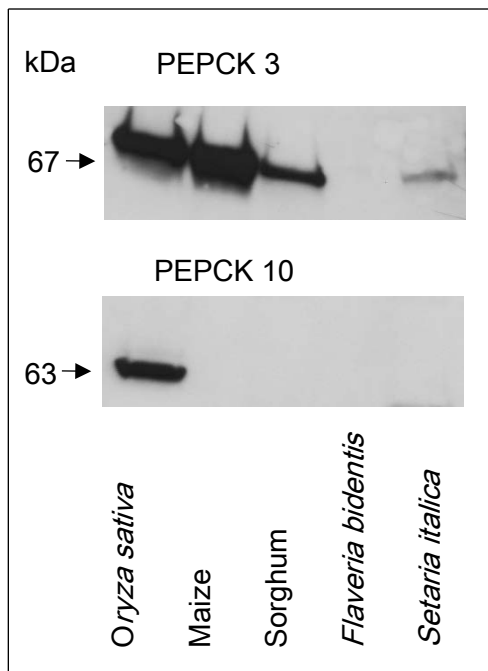 kDa
PEPCK 3
67
PEPCK 10
63
Oryza sativa
Maize
Sorghum
Flaveria bidentis
Setaria italica